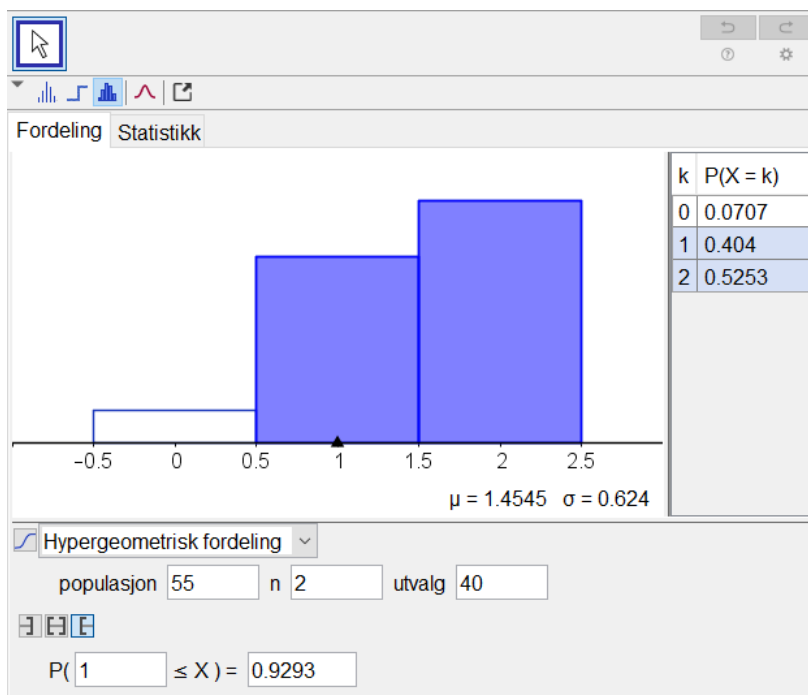 Fordeling Statistikk
k P(X = k)
0 0.0707
1 0.404
2 0.5253
−0.5 0 0.5 1 1.5 2 2.5
μ = 1.4545 σ = 0.624
Hypergeometrisk fordeling
populasjon 55 n 2 utvalg 40
P( 1 ≤ X ) = 0.9293